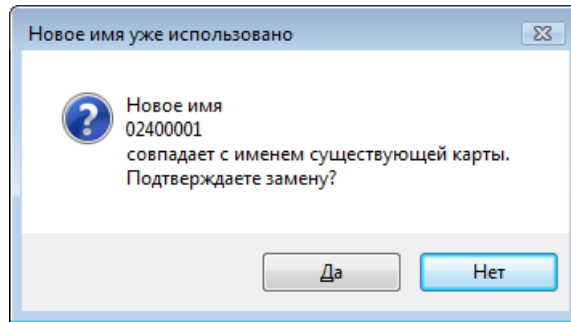 Новое имя уже использовано
Новое имя
02400001
совпадает с именем существующей карты.
Подтверждаете замену?
Да
Нет